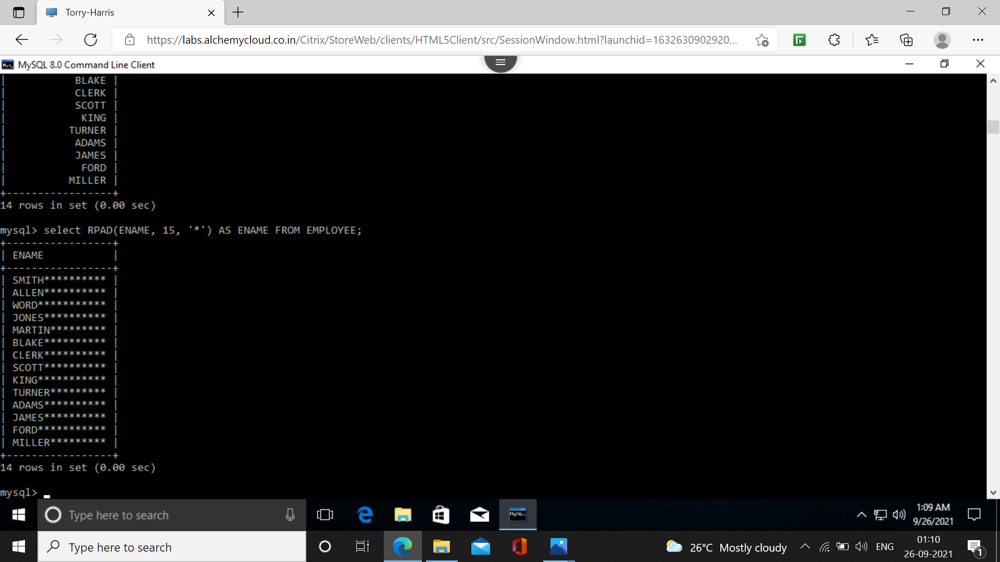 Torry-Harris
https://labs.alchemycloud.co.in/Citrix/StoreWeb/clients/HTML5Client/src/SessionWindow.html?launchid=1632630902920...
MySQL 8.0 Command Line Client
| BLAKE |
| CLERK |
| SCOTT |
| KING |
| TURNER |
| ADAMS |
| JAMES |
| FORD |
| MILLER |
+-----------------+
14 rows in set (0.00 sec)
mysql> select RPAD(ENAME, 15, '*') AS ENAME FROM EMPLOYEE;
+-----------------+
| ENAME |
+-----------------+
| SMITH********** |
| ALLEN********** |
| WORD*********** |
| JONES********** |
| MARTIN********* |
| BLAKE********** |
| CLERK********** |
| SCOTT********** |
| KING*********** |
| TURNER********* |
| ADAMS********** |
| JAMES********** |
| FORD*********** |
| MILLER********* |
+-----------------+
14 rows in set (0.00 sec)
mysql>
Type here to search
1:09 AM
9/26/2021
Type here to search
26°C Mostly cloudy
ENG
01:10
26-09-2021
1